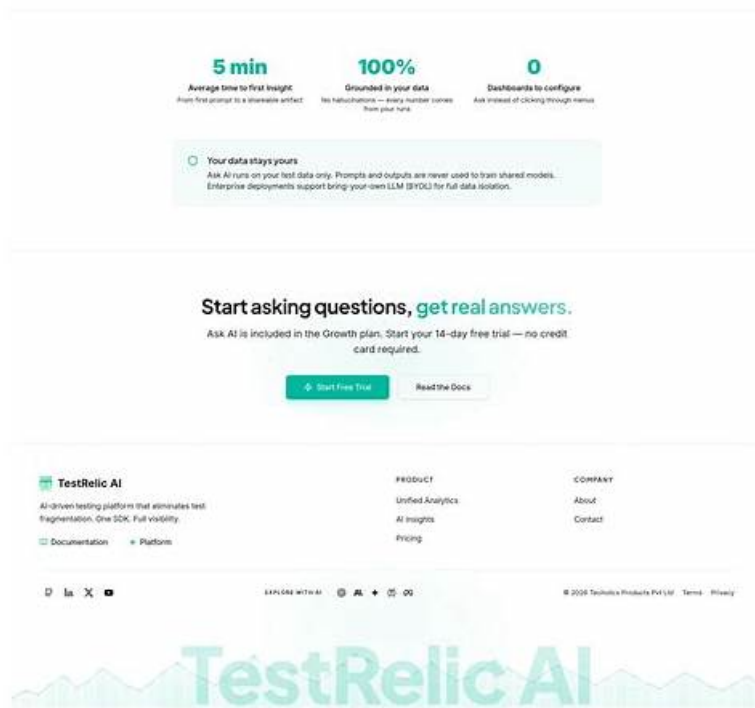 5 min
100%
0
Average time to first insight
Grounded in your data
Dashboards to configure
From first prompt to a shareable artifact
No hallucinations — every number comes
from your runs
Ask instead of clicking through menus
Your data stays yours
Ask AI runs on your test data only. Prompts and outputs are never used to train shared models.
Enterprise deployments support bring-your-own LLM (BYOL) for full data isolation.
Start asking questions, get real answers.
Ask AI is included in the Growth plan. Start your 14-day free trial — no credit
card required.
Start Free Trial
Read the Docs
TestRelic AI
AI-driven testing platform that eliminates test
fragmentation. One SDK. Full visibility.
Documentation
Platform
PRODUCT
Unified Analytics
AI Insights
Pricing
COMPANY
About
Contact
EXPLORE WITH AI
Products Pvt Ltd
Terms
Privacy
TestRelic AI